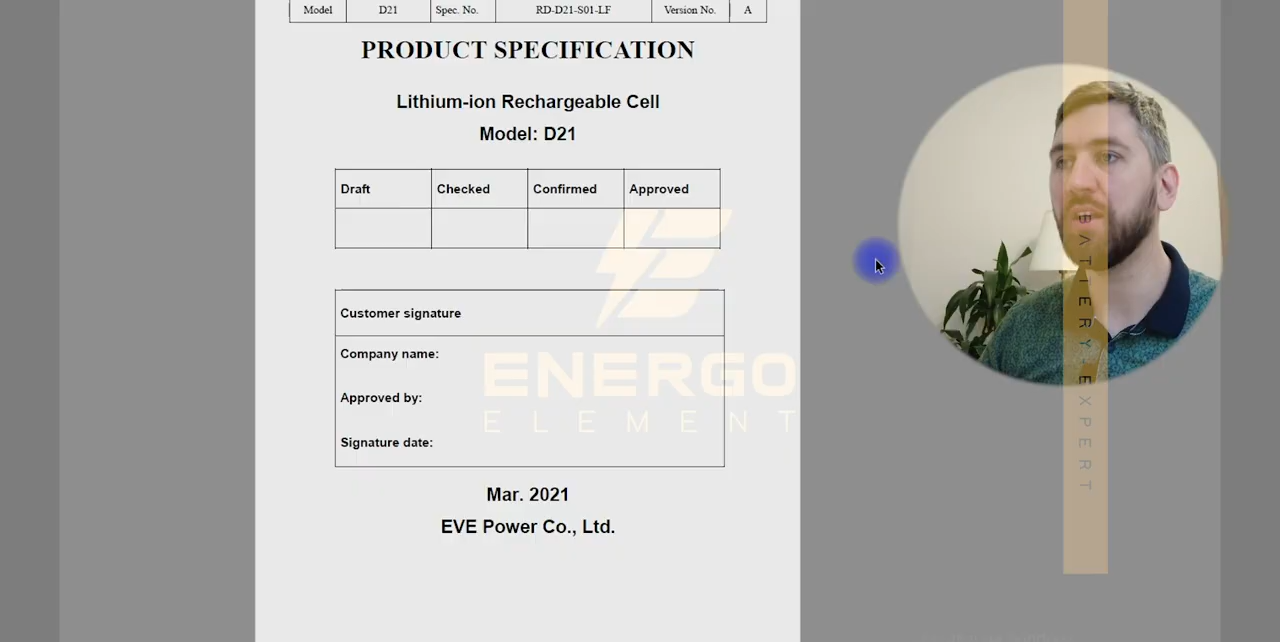 Model D21 Spec. No. RD-D21-S01-LF Version No. A
PRODUCT SPECIFICATION
Lithium-ion Rechargeable Cell
Model: D21
Draft Checked Confirmed Approved
Customer signature
Company name:
Approved by:
Signature date:
Mar. 2021
EVE Power Co., Ltd.
ENERGO
ELEMENT
BATTERY EXPERT